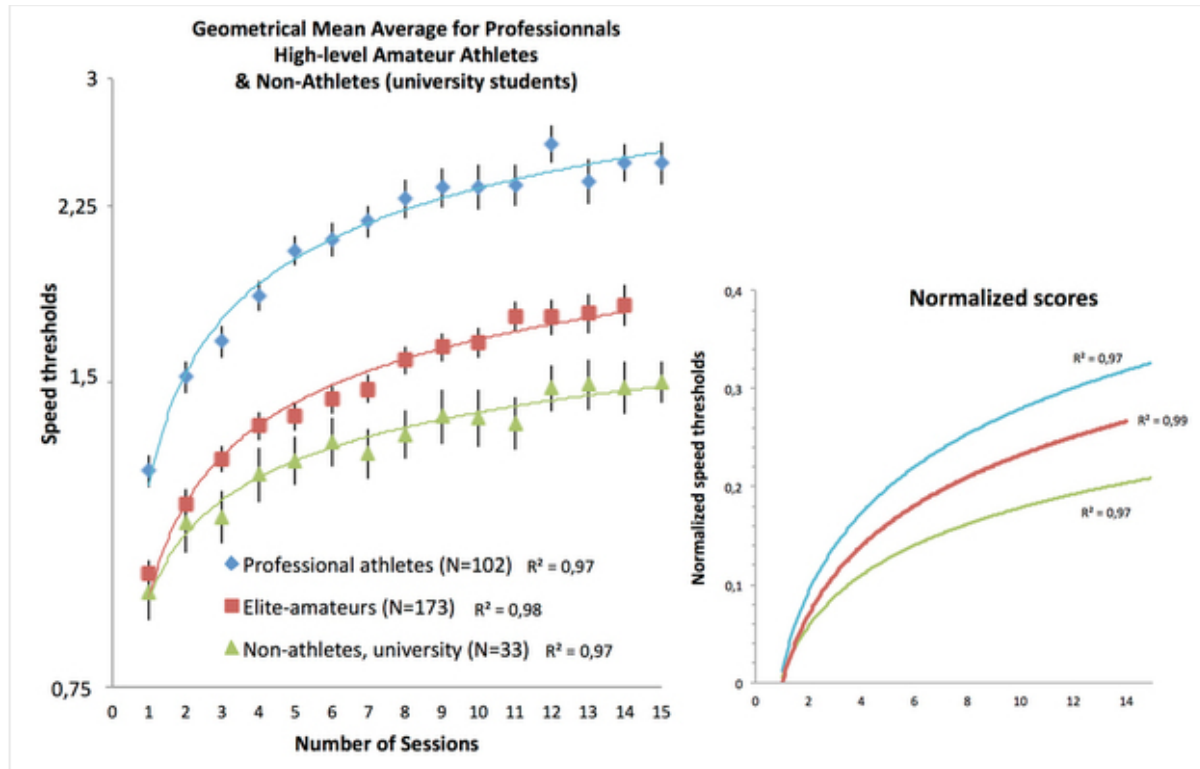 Geometrical Mean Average for Professionnals
High-level Amateur Athletes
& Non-Athletes (university students)
3
2,25
1,5
0,75
Speed thresholds
Professional athletes (N=102) R² = 0,97
Elite-amateurs (N=173) R² = 0,98
Non-athletes, university (N=33) R² = 0,97
0 1 2 3 4 5 6 7 8 9 10 11 12 13 14 15
Number of Sessions
Normalized scores
0,4
0,3
0,2
0,1
0
Normalized speed thresholds
R² = 0,97
R² = 0,99
R² = 0,97
0 2 4 6 8 10 12 14